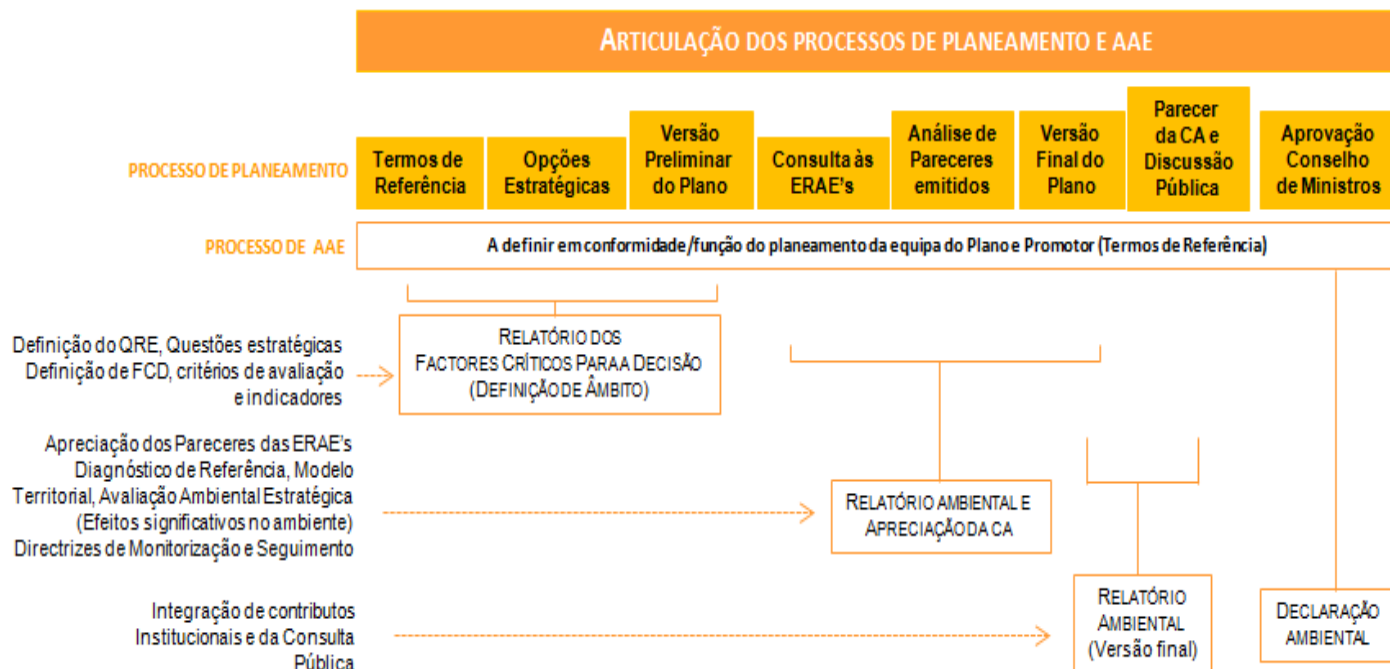 ARTICULAÇÃO DOS PROCESSOS DE PLANEAMENTO E AAE
PROCESSO DE PLANEAMENTO
Termos de
Referência
Opções
Estratégicas
Versão
Preliminar
do Plano
Consulta às
ERAE's
Análise de
Pareceres
emitidos
Versão
Final do
Plano
Parecer
da CA e
Discussão
Pública
Aprovação
Conselho
de Ministros
PROCESSO DE AAE
A definir em conformidade/função do planeamento da equipa do Plano e Promotor (Termos de Referência)
Definição do QRE, Questões estratégicas
Definição de FCD, critérios de avaliação
e indicadores
RELATÓRIO DOS
FACTORES CRÍTICOS PARA A DECISÃO
(DEFINIÇÃO DE ÂMBITO)
Apreciação dos Pareceres das ERAE's
Diagnóstico de Referência, Modelo
Territorial, Avaliação Ambiental Estratégica
(Efeitos significativos no ambiente)
Directrizes de Monitorização e Seguimento
RELATÓRIO AMBIENTAL E
APRECIAÇÃO DA CA
Integração de contributos
Institucionais e da Consulta
Pública
RELATÓRIO
AMBIENTAL
(Versão final)
DECLARAÇÃO
AMBIENTAL